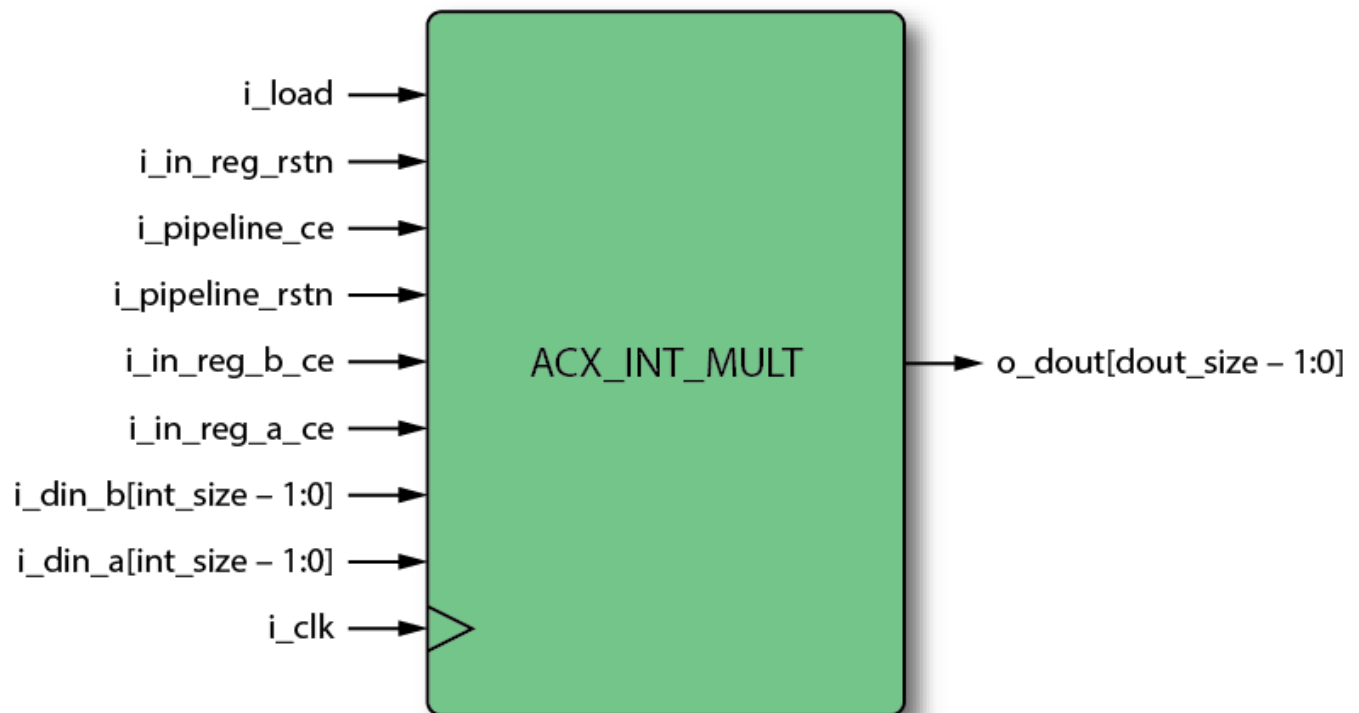 i_load
i_in_reg_rstn
i_pipeline_ce
i_pipeline_rstn
i_in_reg_b_ce
ACX_INT_MULT
o_dout[dout_size – 1:0]
i_in_reg_a_ce
i_din_b[int_size – 1:0]
i_din_a[int_size – 1:0]
i_clk